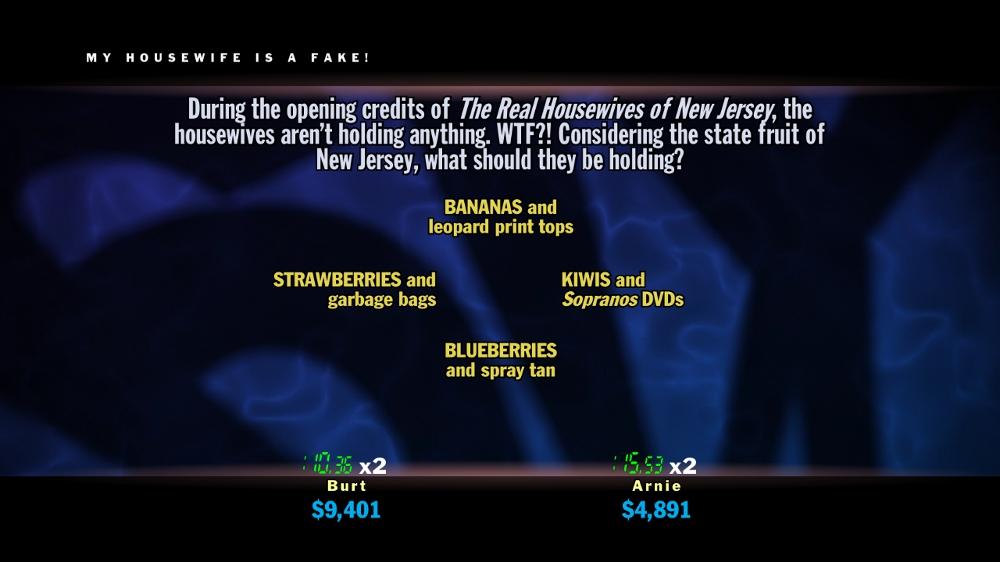 MY HOUSEWIFE IS A FAKE!
During the opening credits of The Real Housewives of New Jersey, the
housewives aren't holding anything. WTF?! Considering the state fruit of
New Jersey, what should they be holding?
BANANAS and
leopard print tops
STRAWBERRIES and
garbage bags
KIWIS and
Sopranos DVDs
BLUEBERRIES
and spray tan
10.36 x2
Burt
$9,401
15.53 x2
Arnie
$4,891